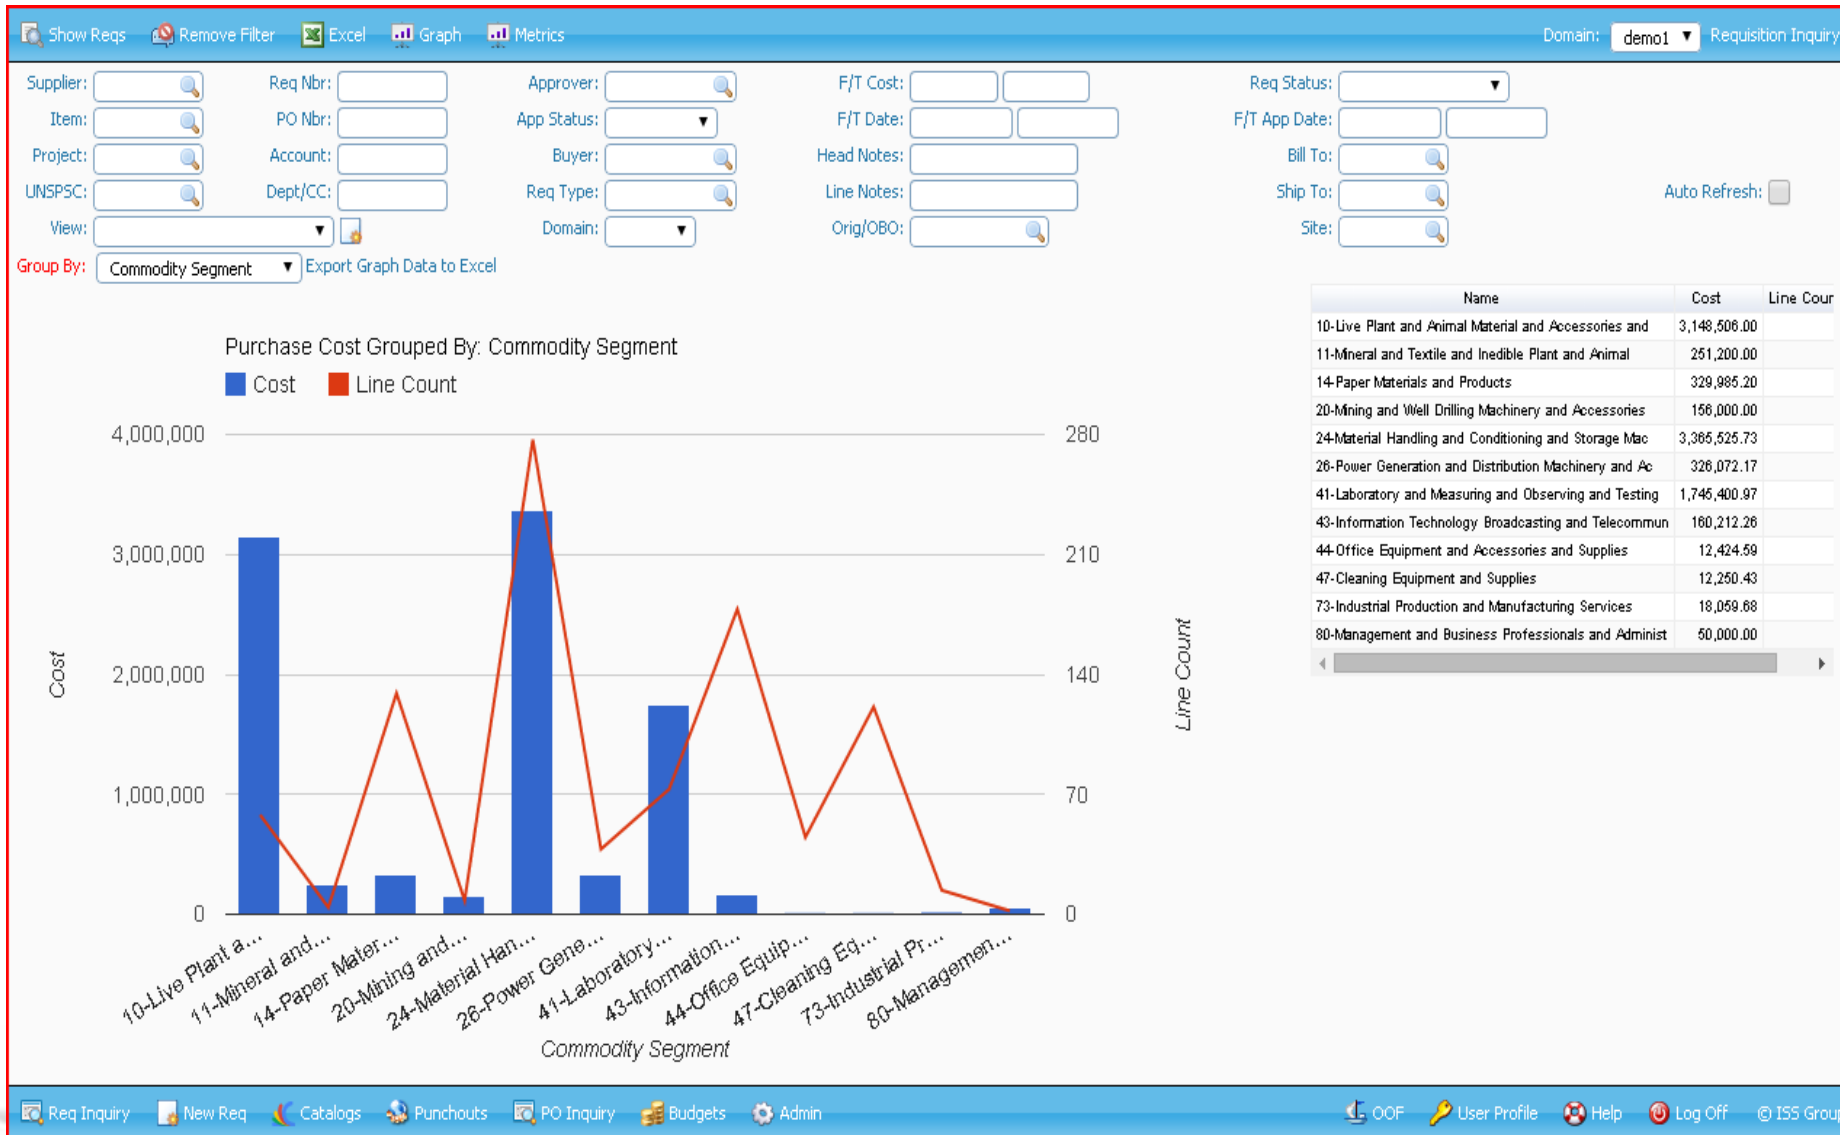 Show Reqs Remove Filter Excel Graph Metrics Domain: demo1 Requisition Inquiry
Supplier: Req Nbr: Approver: F/T Cost: Req Status:
Item: PO Nbr: App Status: F/T Date: F/T App Date:
Project: Account: Buyer: Head Notes: Bill To:
UNSPSC: Dept/CC: Req Type: Line Notes: Ship To: Auto Refresh:
View: Domain: Orig/OBO: Site:
Group By: Commodity Segment Export Graph Data to Excel
Purchase Cost Grouped By: Commodity Segment
Cost Line Count
4,000,000 280
3,000,000 210
2,000,000 140
1,000,000 70
0 0
Cost
Line Count
10-Live Plant a...
11-Mineral and...
14-Paper Mater...
20-Mining and...
24-Material Han...
26-Power Gene...
41-Laboratory...
43-Information...
44-Office Equip...
47-Cleaning Eq...
73-Industrial Pr...
80-Managemen...
Commodity Segment
Name Cost Line Cour
10-Live Plant and Animal Material and Accessories and 3,148,506.00
11-Mineral and Textile and Inedible Plant and Animal 251,200.00
14-Paper Materials and Products 329,985.20
20-Mining and Well Drilling Machinery and Accessories 156,000.00
24-Material Handling and Conditioning and Storage Mac 3,365,525.73
26-Power Generation and Distribution Machinery and Ac 326,072.17
41-Laboratory and Measuring and Observing and Testing 1,745,400.97
43-Information Technology Broadcasting and Telecommun 160,212.26
44-Office Equipment and Accessories and Supplies 12,424.59
47-Cleaning Equipment and Supplies 12,250.43
73-Industrial Production and Manufacturing Services 18,059.68
80-Management and Business Professionals and Administ 50,000.00
Req Inquiry New Req Catalogs Punchouts PO Inquiry Budgets Admin OOF User Profile Help Log Off © ISS Group